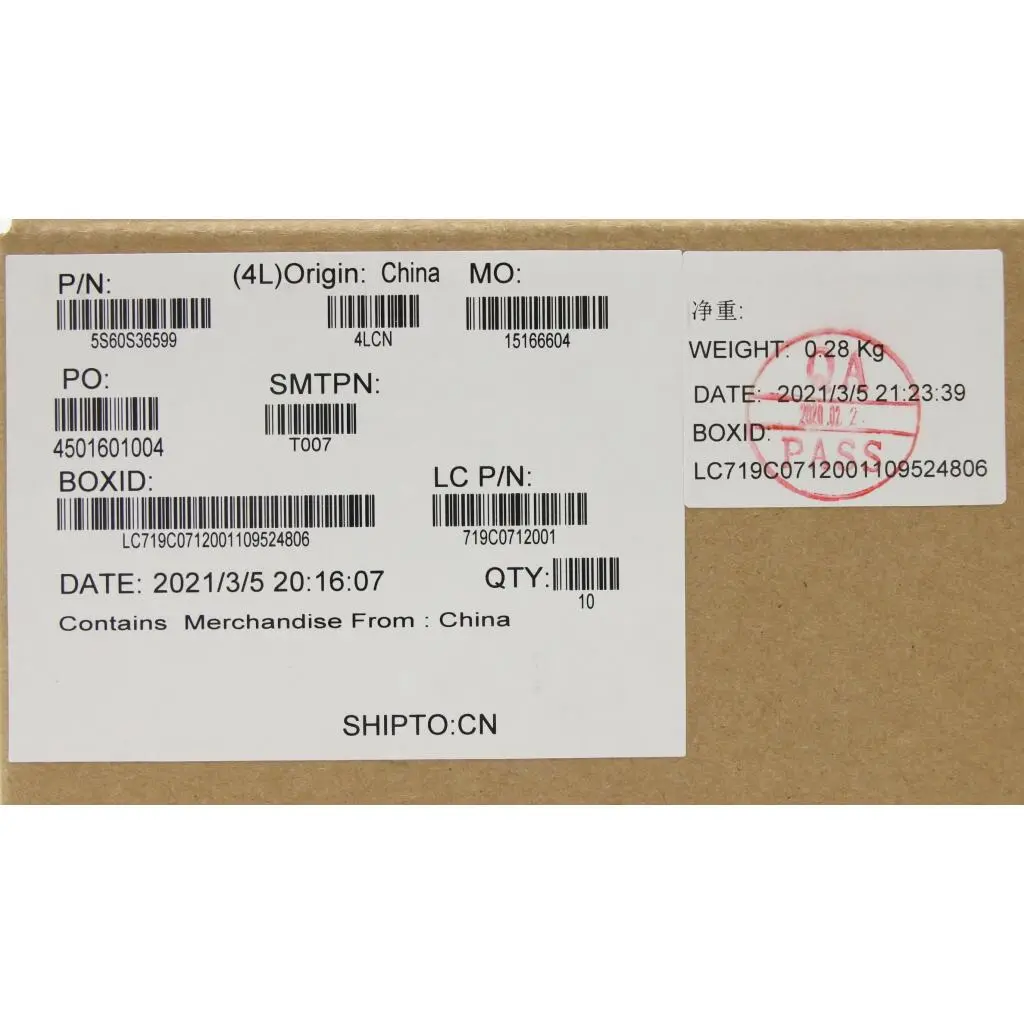 P/N:
5S60S36599
(4L)Origin: China
4LCN
MO:
15166604
PO:
4501601004
SMTPN:
T007
BOXID:
LC719C0712001109524806
LC P/N:
719C0712001
DATE: 2021/3/5 20:16:07
QTY:
10
Contains Merchandise From : China
SHIPTO:CN
净重:
WEIGHT: 0.28 Kg
DATE: 2021/3/5 21:23:39
BOXID:
LC719C0712001109524806
QA
PASS